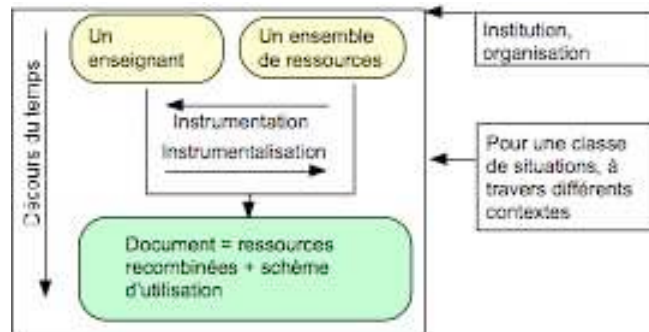 Un
enseignant
Un ensemble
de ressources
Institution,
organisation
Instrumentation
Instrumentalisation
Pour une classe
de situations, à
travers différents
contextes
Décours du temps
Document = ressources
recombinées + schème
d'utilisation